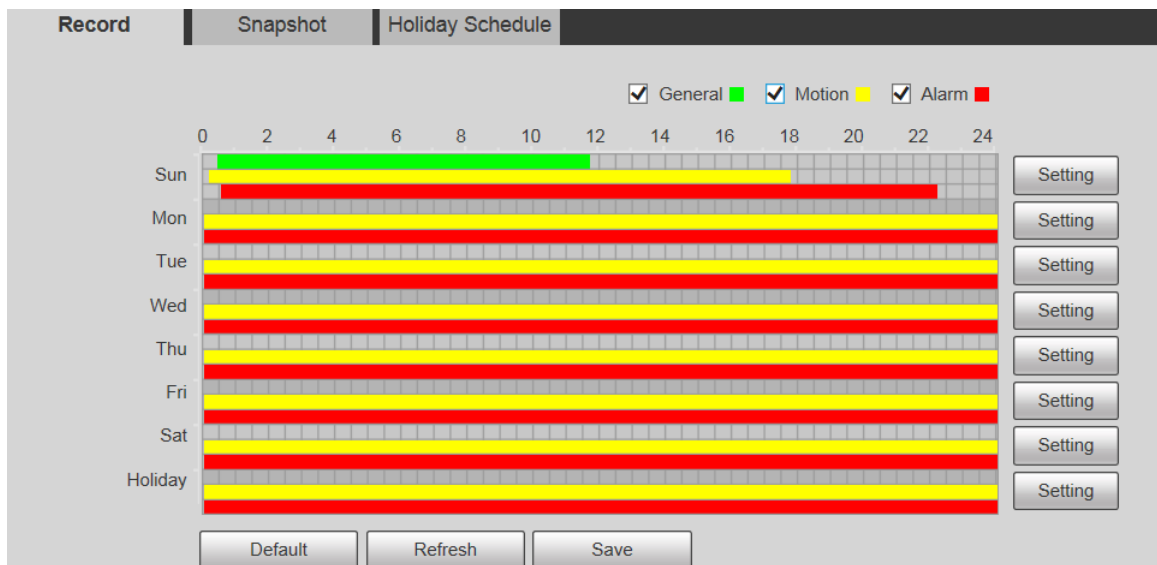 Record Snapshot Holiday Schedule
General Motion Alarm
0 2 4 6 8 10 12 14 16 18 20 22 24
Sun Setting
Mon Setting
Tue Setting
Wed Setting
Thu Setting
Fri Setting
Sat Setting
Holiday Setting
Default Refresh Save